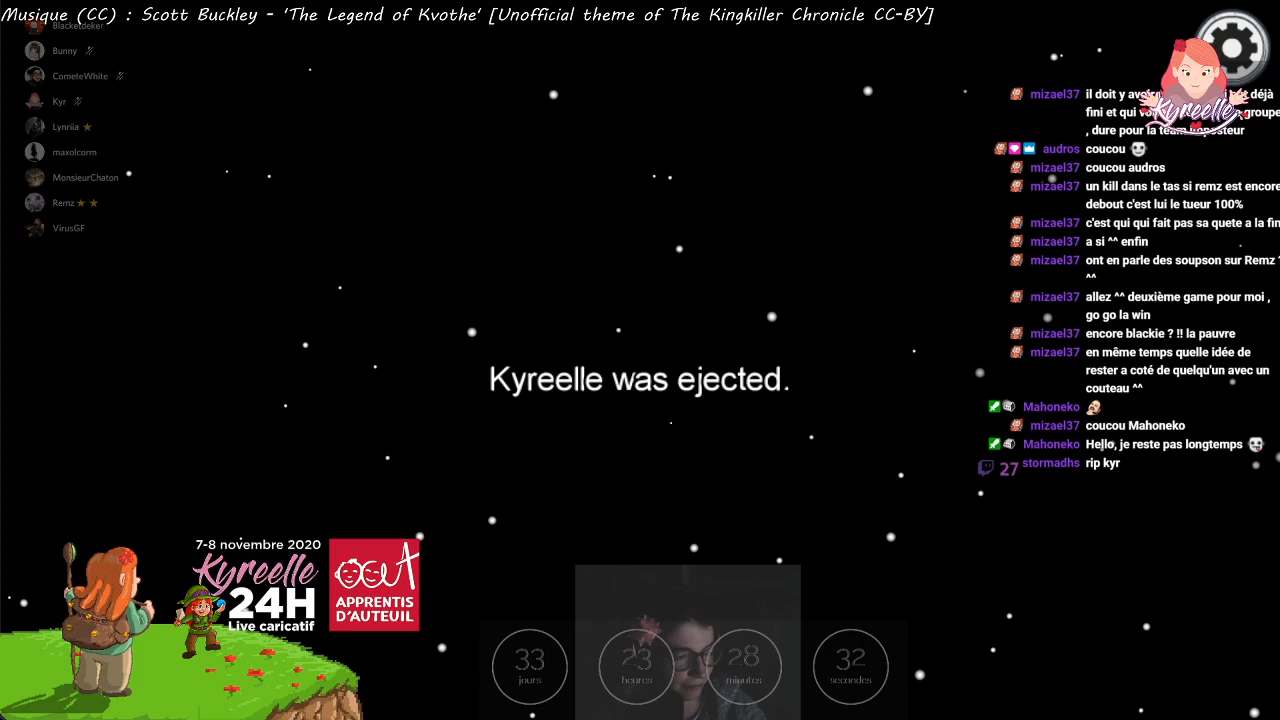 Musique (CC) : Scott Buckley - ‘The Legend of Kvothe’ [Unofficial theme of The Kingkiller Chronicle CC-BY]
Blacketdeker
Bunny
CometeWhite
Kyr
Lynriia
maxolcorm
MonsieurChaton
Remz
VirusGF
Kyreelle
mizael37 il doit y déjà
fini et qui groupe
, dure pour la team
audros coucou
mizael37 coucou audros
mizael37 un kill dans le tas si remz est encore
debout c'est lui le tueur 100%
mizael37 c'est qui qui fait pas sa quete a la fin
mizael37 a si ^^ enfin
mizael37 ont en parle des soupson sur Remz ?
^^
mizael37 allez ^^ deuxième game pour moi ,
go go la win
mizael37 encore blackie ? !! la pauvre
mizael37 en même temps quelle idée de
rester a coté de quelqu'un avec un
couteau ^^
Mahoneko
mizael37 coucou Mahoneko
Mahoneko Hello, je reste pas longtemps
27 stormadhs rip kyr
Kyreelle was ejected.
7-8 novembre 2020
Kyreelle
24H
Live caricatif
APPRENTIS
D'AUTEUIL
33 23 28 32
jours heures minutes secondes